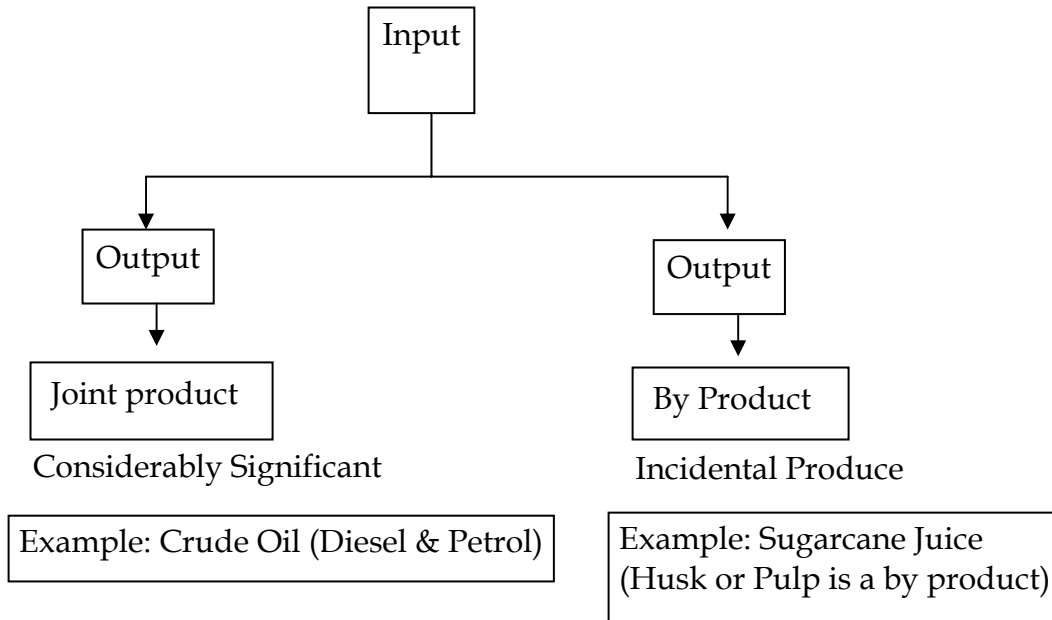 Input
Output
Output
Joint product
By Product
Considerably Significant
Incidental Produce
Example: Crude Oil (Diesel & Petrol)
Example: Sugarcane Juice
(Husk or Pulp is a by product)